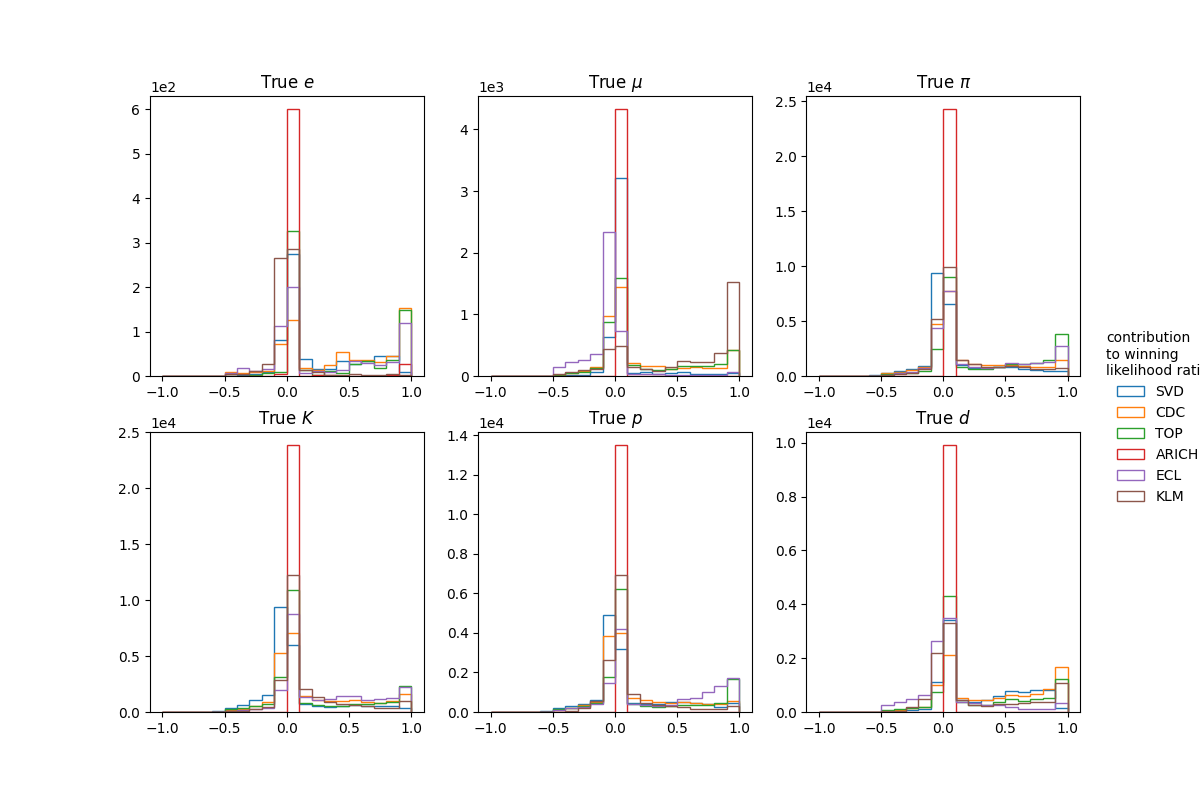 1e2 True e
6
5
4
3
2
1
0
−1.0 −0.5 0.0 0.5 1.0
1e3 True μ
4
3
2
1
0
−1.0 −0.5 0.0 0.5 1.0
1e4 True π
2.5
2.0
1.5
1.0
0.5
0.0
−1.0 −0.5 0.0 0.5 1.0
1e4 True K
2.5
2.0
1.5
1.0
0.5
0.0
−1.0 −0.5 0.0 0.5 1.0
1e4 True p
1.4
1.2
1.0
0.8
0.6
0.4
0.2
0.0
−1.0 −0.5 0.0 0.5 1.0
1e4 True d
1.0
0.8
0.6
0.4
0.2
0.0
−1.0 −0.5 0.0 0.5 1.0
contribution
to winning
likelihood rati
SVD
CDC
TOP
ARICH
ECL
KLM